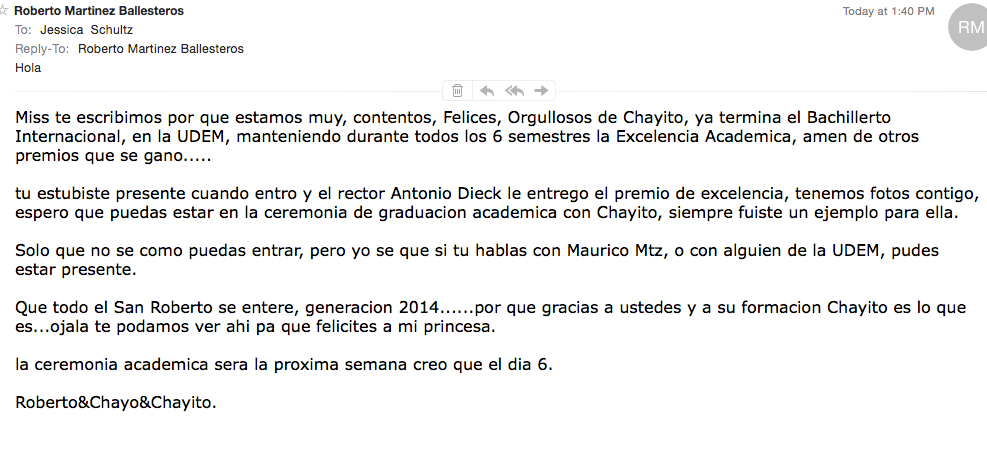 Roberto Martinez Ballesteros
Today at 1:40 PM
RM
To: Jessica Schultz
Reply-To: Roberto Martinez Ballesteros
Hola
Miss te escribimos por que estamos muy, contentos, Felices, Orgullosos de Chayito, ya termina el Bachillerto
Internacional, en la UDEM, manteniendo durante todos los 6 semestres la Excelencia Academica, amen de otros
premios que se gano.....
tu estubiste presente cuando entro y el rector Antonio Dieck le entrego el premio de excelencia, tenemos fotos contigo,
espero que puedas estar en la ceremonia de graduacion academica con Chayito, siempre fuiste un ejemplo para ella.
Solo que no se como puedas entrar, pero yo se que si tu hablas con Maurico Mtz, o con alguien de la UDEM, pudes
estar presente.
Que todo el San Roberto se entere, generacion 2014......por que gracias a ustedes y a su formacion Chayito es lo que
es...ojala te podamos ver ahi pa que felicites a mi princesa.
la ceremonia academica sera la proxima semana creo que el dia 6.
Roberto&Chayo&Chayito.